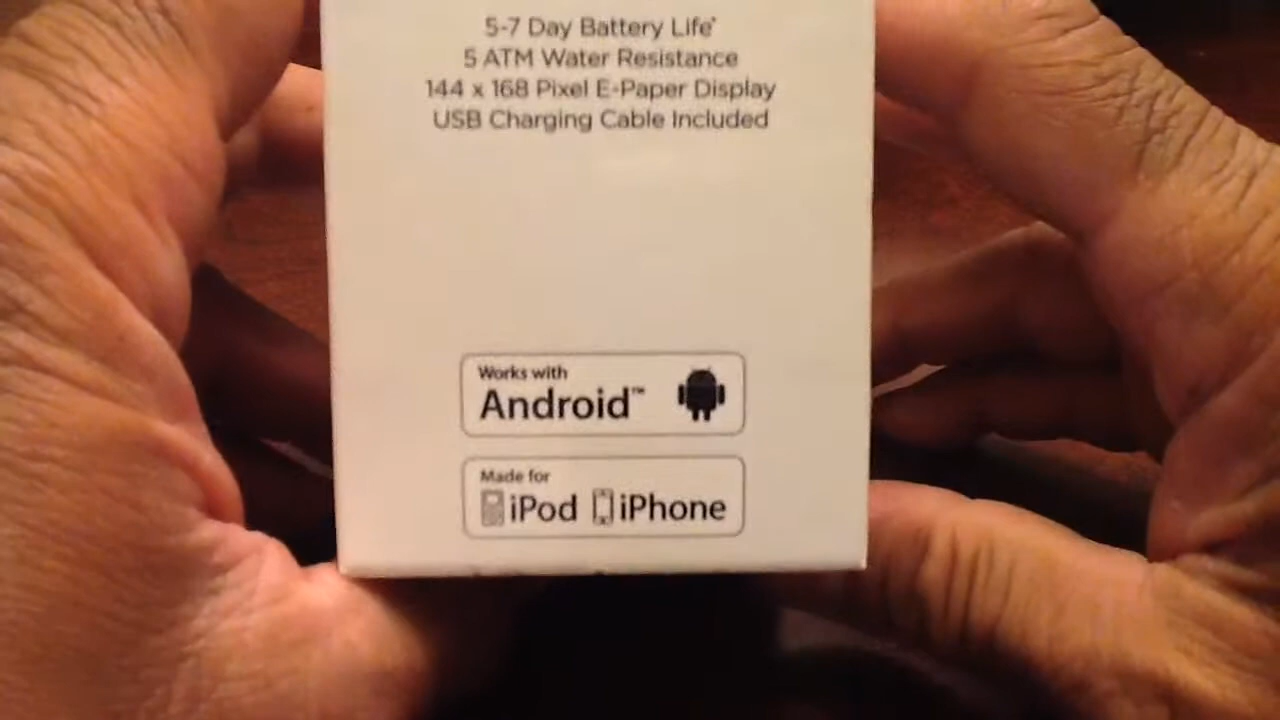 5-7 Day Battery Life*
5 ATM Water Resistance
144 x 168 Pixel E-Paper Display
USB Charging Cable Included
Works with
Android™
Made for
iPod iPhone